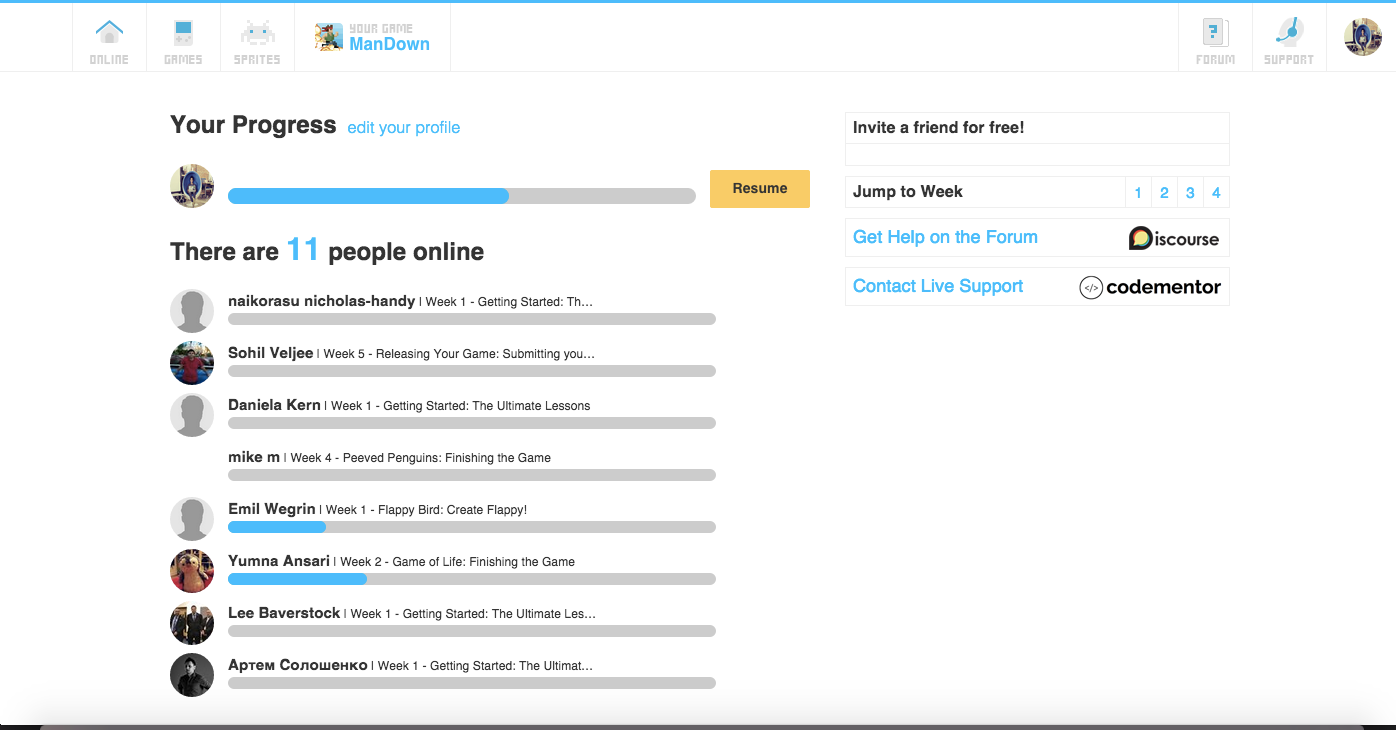 ONLINE
GAMES
SPRITES
YOUR GAME
ManDown
FORUM
SUPPORT
Your Progress edit your profile
Resume
There are 11 people online
naikorasu nicholas-handy | Week 1 - Getting Started: Th…
Sohil Veljee | Week 5 - Releasing Your Game: Submitting you…
Daniela Kern | Week 1 - Getting Started: The Ultimate Lessons
mike m | Week 4 - Peeved Penguins: Finishing the Game
Emil Wegrin | Week 1 - Flappy Bird: Create Flappy!
Yumna Ansari | Week 2 - Game of Life: Finishing the Game
Lee Baverstock | Week 1 - Getting Started: The Ultimate Les…
Артем Солошенко | Week 1 - Getting Started: The Ultimat…
Invite a friend for free!
Jump to Week 1 2 3 4
Get Help on the Forum Discourse
Contact Live Support </> codementor